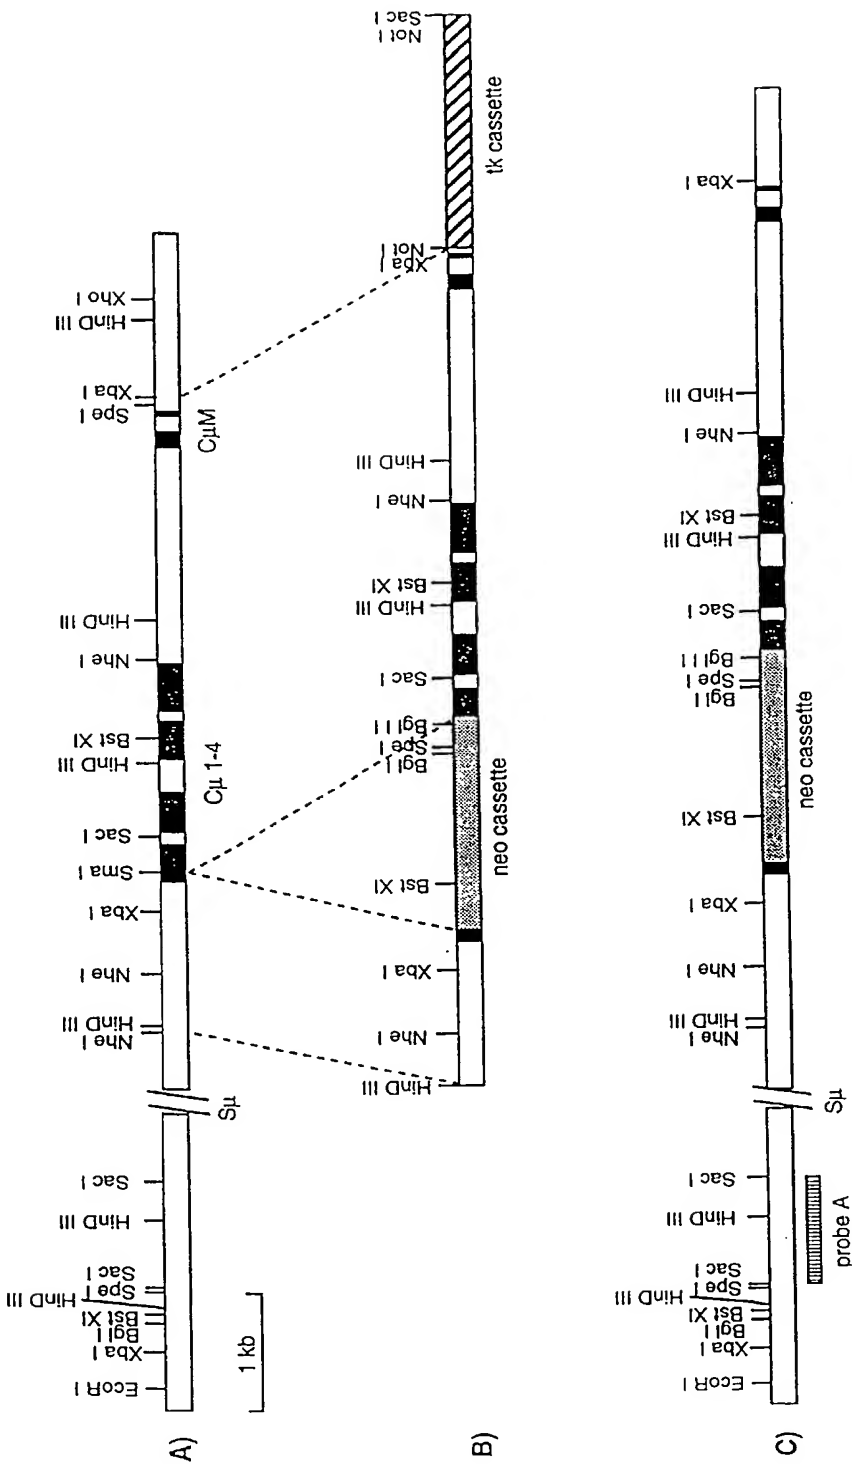 A)
EcoR I
Xba I
Bgl I
Bst XI
HinD III
Spe I
Sac I
HinD III
Sac I
Nhe I
HinD III
Nhe I
Xba I
Sma I
Sac I
HinD III
Bst XI
Nhe I
HinD III
Spe I
Xba I
HinD III
Xho I
1 kb
Sμ
Cμ 1-4
CμM
B)
HinD III
Nhe I
Xba I
Bst XI
Bgl I
Spe I
Bgl II
Sac I
HinD III
Bst XI
Nhe I
HinD III
Xba I
Not I
Not I
Sac I
neo cassette
tk cassette
C)
EcoR I
Xba I
Bgl I
Bst XI
HinD III
Spe I
Sac I
HinD III
Sac I
Nhe I
HinD III
Nhe I
Xba I
Bst XI
Bgl I
Spe I
Bgl II
Sac I
HinD III
Bst XI
Nhe I
HinD III
Xba I
probe A
Sμ
neo cassette